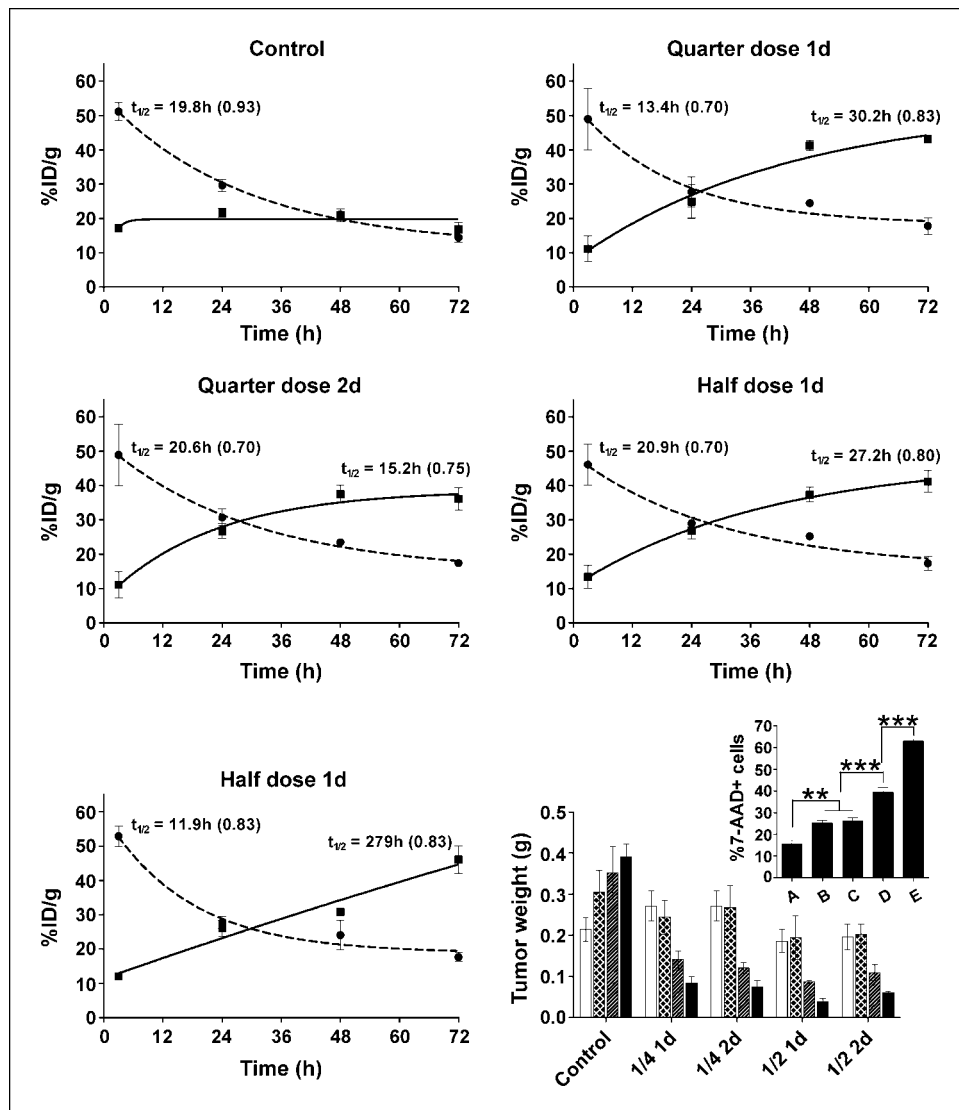 Control
60
50
40
30
20
10
0
%ID/g
t1/2 = 19.8h (0.93)
0 12 24 36 48 60 72
Time (h)
Quarter dose 1d
60
50
40
30
20
10
0
%ID/g
t1/2 = 13.4h (0.70)
t1/2 = 30.2h (0.83)
0 12 24 36 48 60 72
Time (h)
Quarter dose 2d
60
50
40
30
20
10
0
%ID/g
t1/2 = 20.6h (0.70)
t1/2 = 15.2h (0.75)
0 12 24 36 48 60 72
Time (h)
Half dose 1d
60
50
40
30
20
10
0
%ID/g
t1/2 = 20.9h (0.70)
t1/2 = 27.2h (0.80)
0 12 24 36 48 60 72
Time (h)
Half dose 1d
60
50
40
30
20
10
0
%ID/g
t1/2 = 11.9h (0.83)
t1/2 = 279h (0.83)
0 12 24 36 48 60 72
Time (h)
0.5
0.4
0.3
0.2
0.1
0.0
Tumor weight (g)
Control 1/4 1d 1/4 2d 1/2 1d 1/2 2d
70
60
50
40
30
20
10
0
%7-AAD+ cells
**
***
***
A B C D E